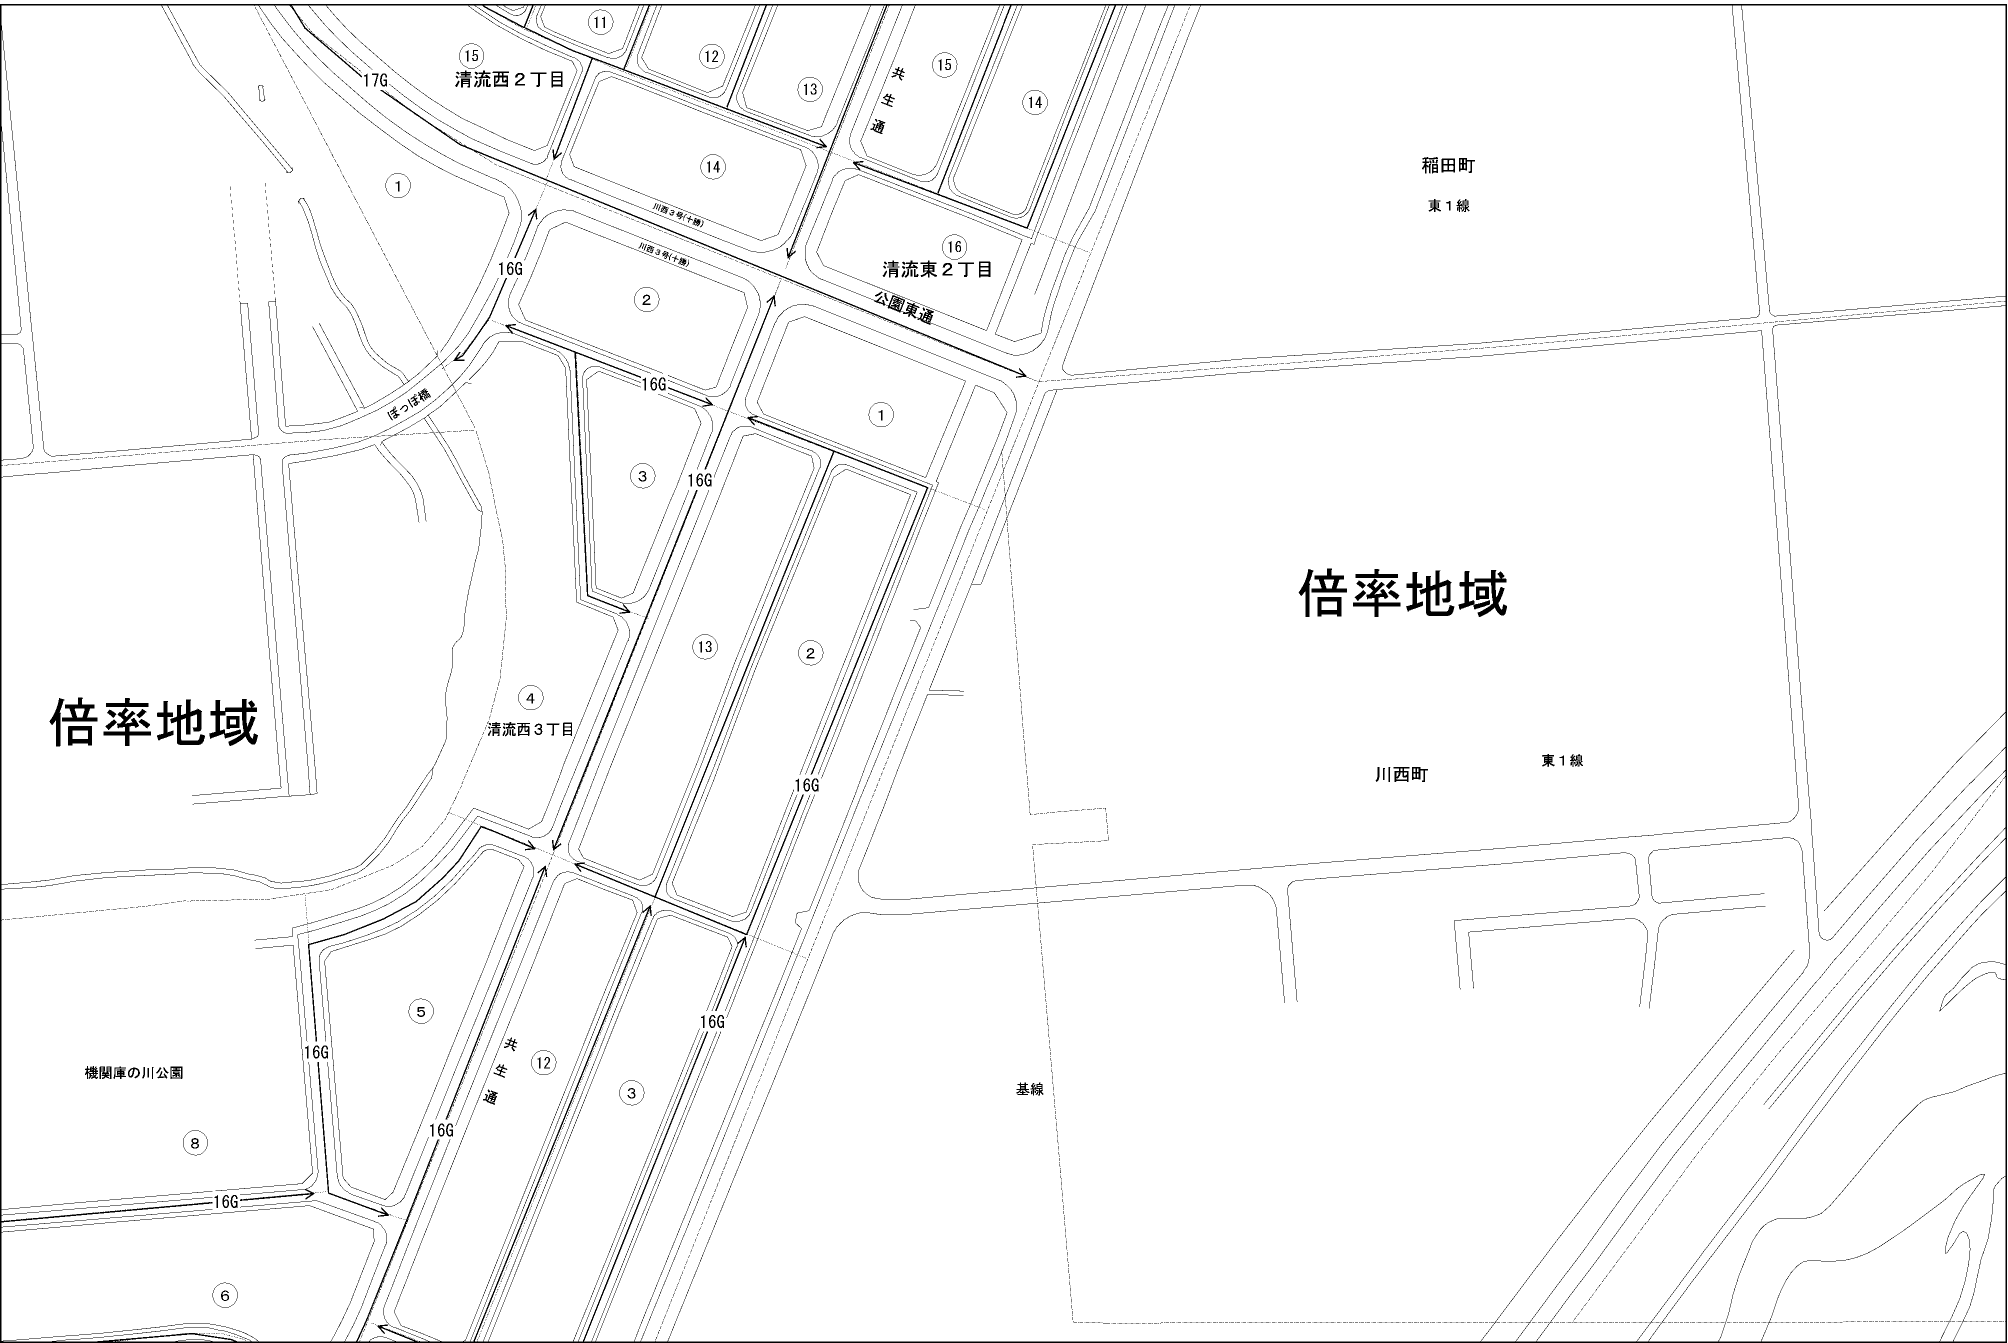 11
15
12
15
清流西２丁目
17G
13
共生通
14
14
稲田町
1
東１線
川西３号(十勝)
16
川西３号(十勝)
清流東２丁目
16G
2
公園東通
16G
ぽっぽ橋
1
3
16G
倍率地域
13
2
4
倍率地域
清流西３丁目
東１線
川西町
16G
5
16G
共生通
16G
12
機関庫の川公園
基線
3
16G
8
16G
6